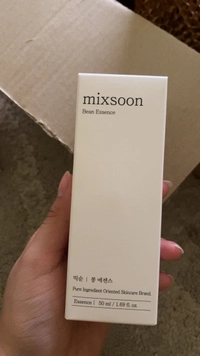 mixsoon
Bean Essence
믹순 | 콩 에센스
Pure Ingredient Oriented Skincare Brand
Essence | 50 ml / 1.69 fl. oz